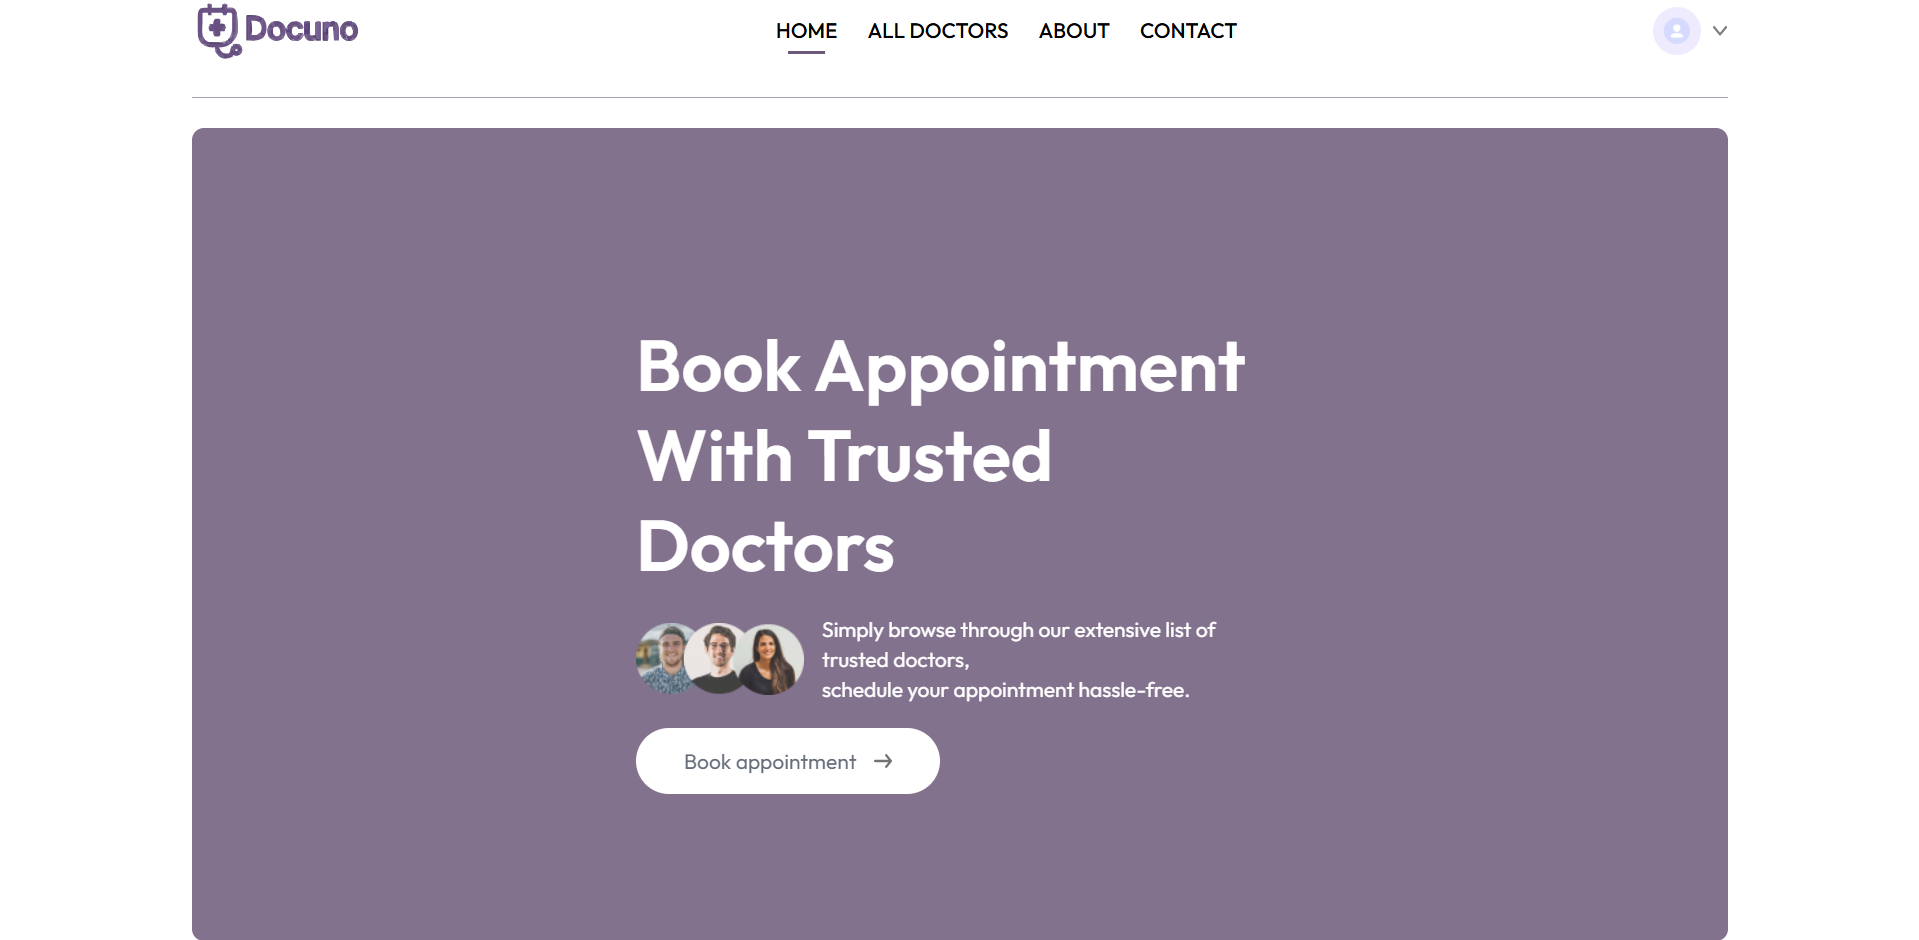 Docuno
HOME
ALL DOCTORS
ABOUT
CONTACT
Book Appointment
With Trusted
Doctors
Simply browse through our extensive list of
trusted doctors,
schedule your appointment hassle-free.
Book appointment